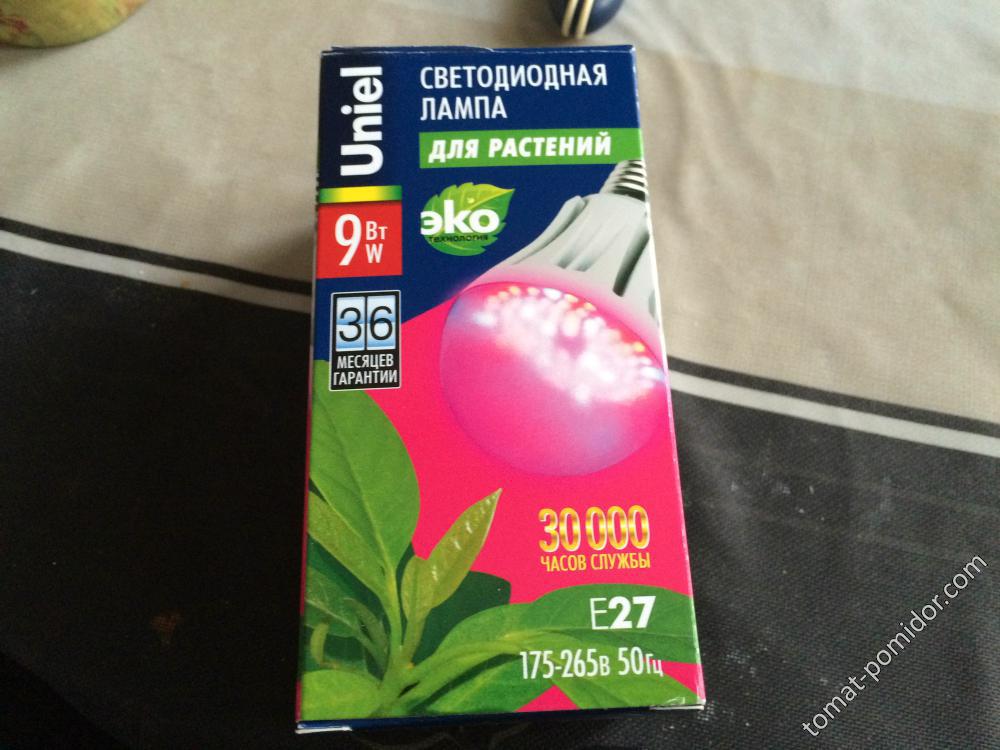 Uniel
СВЕТОДИОДНАЯ
ЛАМПА
ДЛЯ РАСТЕНИЙ
9 Вт
W
эко
технология
36
МЕСЯЦЕВ
ГАРАНТИИ
30 000
ЧАСОВ СЛУЖБЫ
E27
175-265в 50Гц
tomat-pomidor.com